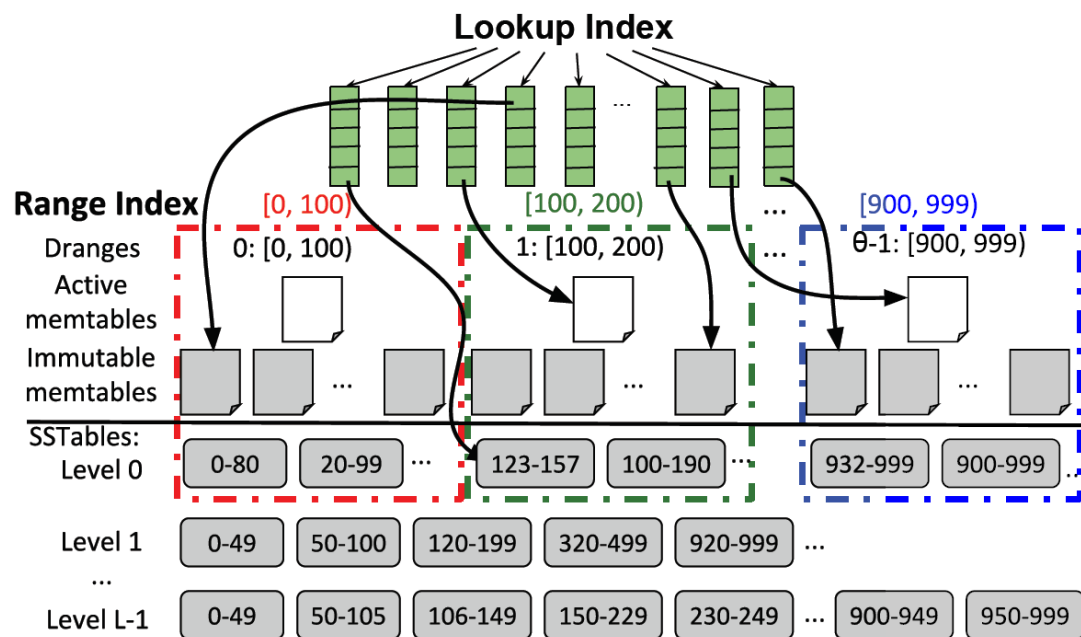 Lookup Index
...
Range Index [0, 100) [100, 200) ... [900, 999)
Dranges 0: [0, 100) 1: [100, 200) ... θ-1: [900, 999)
Active
memtables
Immutable
memtables ... ... ...
SSTables:
Level 0 0-80 20-99 ... 123-157 100-190 ... 932-999 900-999 ...
Level 1 0-49 50-100 120-199 320-499 920-999 ...
...
Level L-1 0-49 50-105 106-149 150-229 230-249 ... 900-949 950-999